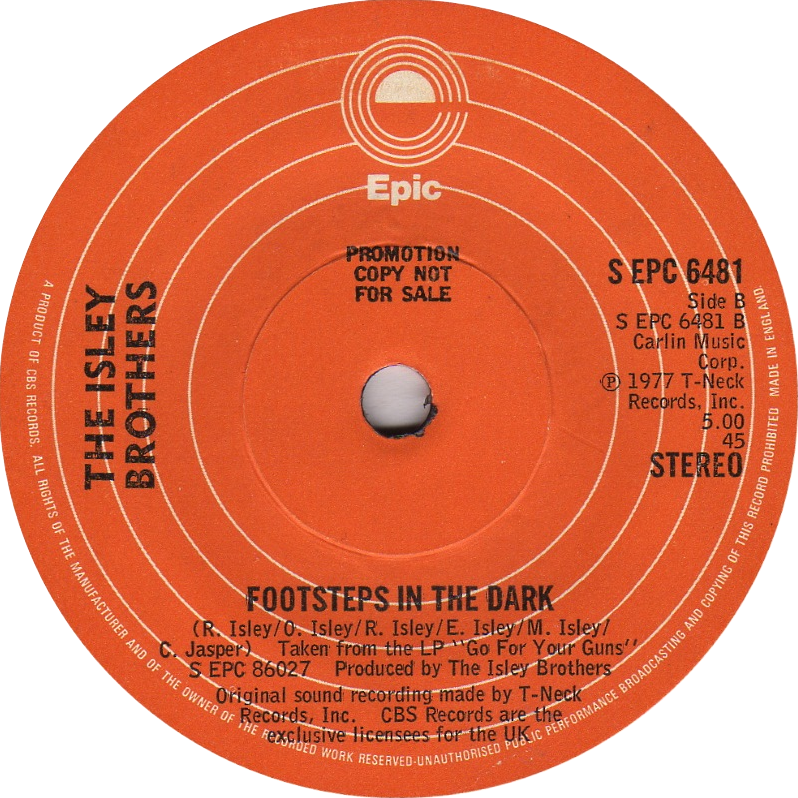 Epic
PROMOTION
COPY NOT
FOR SALE
THE ISLEY
BROTHERS
S EPC 6481
Side B
S EPC 6481 B
Carlin Music
Corp.
℗ 1977 T-Neck
Records, Inc.
5.00
45
STEREO
FOOTSTEPS IN THE DARK
(R. Isley/O. Isley/R. Isley/E. Isley/M. Isley/
C. Jasper) Taken from the LP "Go For Your Guns"
S EPC 86027 Produced by The Isley Brothers
Original sound recording made by T-Neck
Records, Inc. CBS Records are the
exclusive licensees for the UK
A PRODUCT OF CBS RECORDS. ALL RIGHTS OF THE MANUFACTURER AND OF THE OWNER OF THE RECORDED WORK RESERVED-UNAUTHORISED PUBLIC PERFORMANCE BROADCASTING AND COPYING OF THIS RECORD PROHIBITED MADE IN ENGLAND.